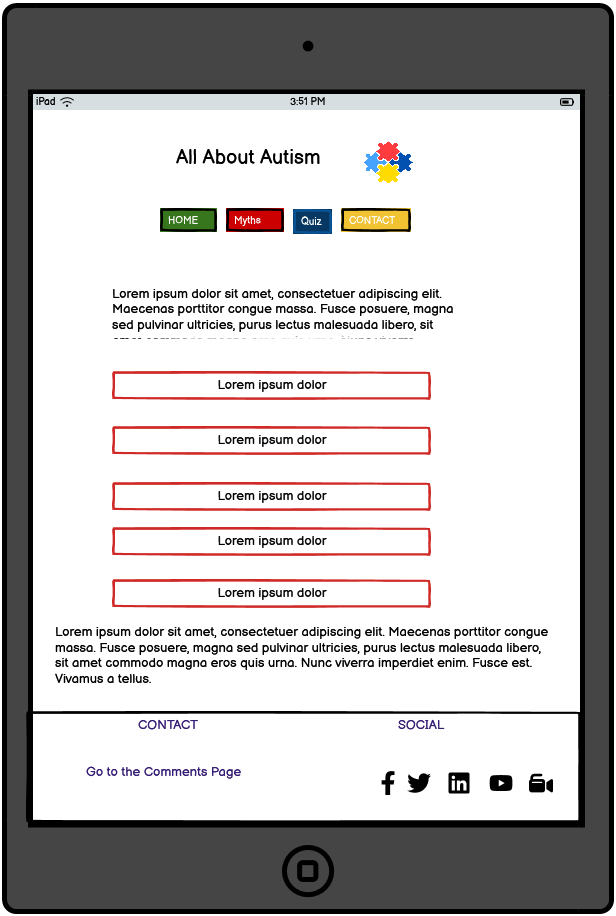 iPad
3:51 PM
All About Autism
HOME
Myths
Quiz
CONTACT
Lorem ipsum dolor sit amet, consectetuer adipiscing elit.
Maecenas porttitor congue massa. Fusce posuere, magna
sed pulvinar ultricies, purus lectus malesuada libero, sit
Lorem ipsum dolor
Lorem ipsum dolor
Lorem ipsum dolor
Lorem ipsum dolor
Lorem ipsum dolor
Lorem ipsum dolor sit amet, consectetuer adipiscing elit. Maecenas porttitor congue
massa. Fusce posuere, magna sed pulvinar ultricies, purus lectus malesuada libero,
sit amet commodo magna eros quis urna. Nunc viverra imperdiet enim. Fusce est.
Vivamus a tellus.
CONTACT
SOCIAL
Go to the Comments Page